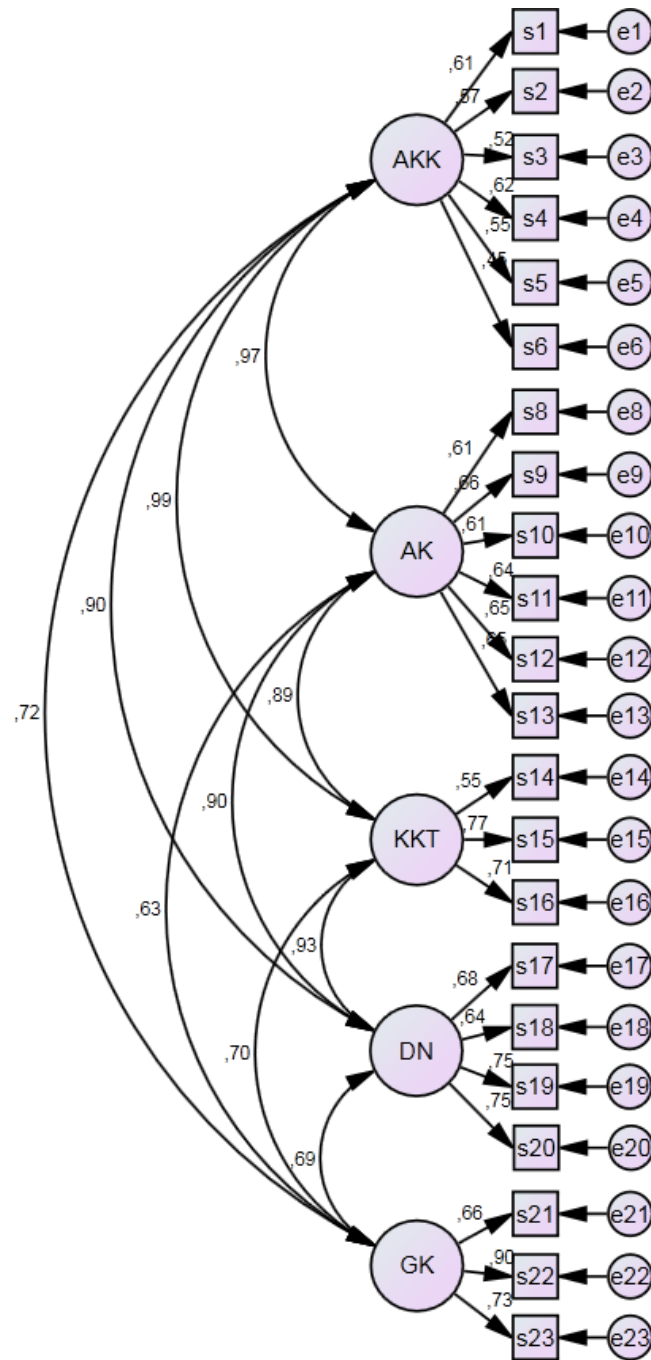 s1 e1
,61
s2 e2
s3 e3
,52
AKK
,62
s4 e4
,55
s5 e5
s6 e6
,97
s8 e8
,61
s9 e9
,66
,99
s10 e10
,61
AK
,64
s11 e11
,90
,65
s12 e12
,65
,89
s13 e13
,72
,55
s14 e14
,90
,77
KKT
s15 e15
,71
s16 e16
,63
,93
,68
s17 e17
,64
s18 e18
,70
DN
,75
s19 e19
,75
s20 e20
,69
,66
s21 e21
,90
GK
s22 e22
,73
s23 e23